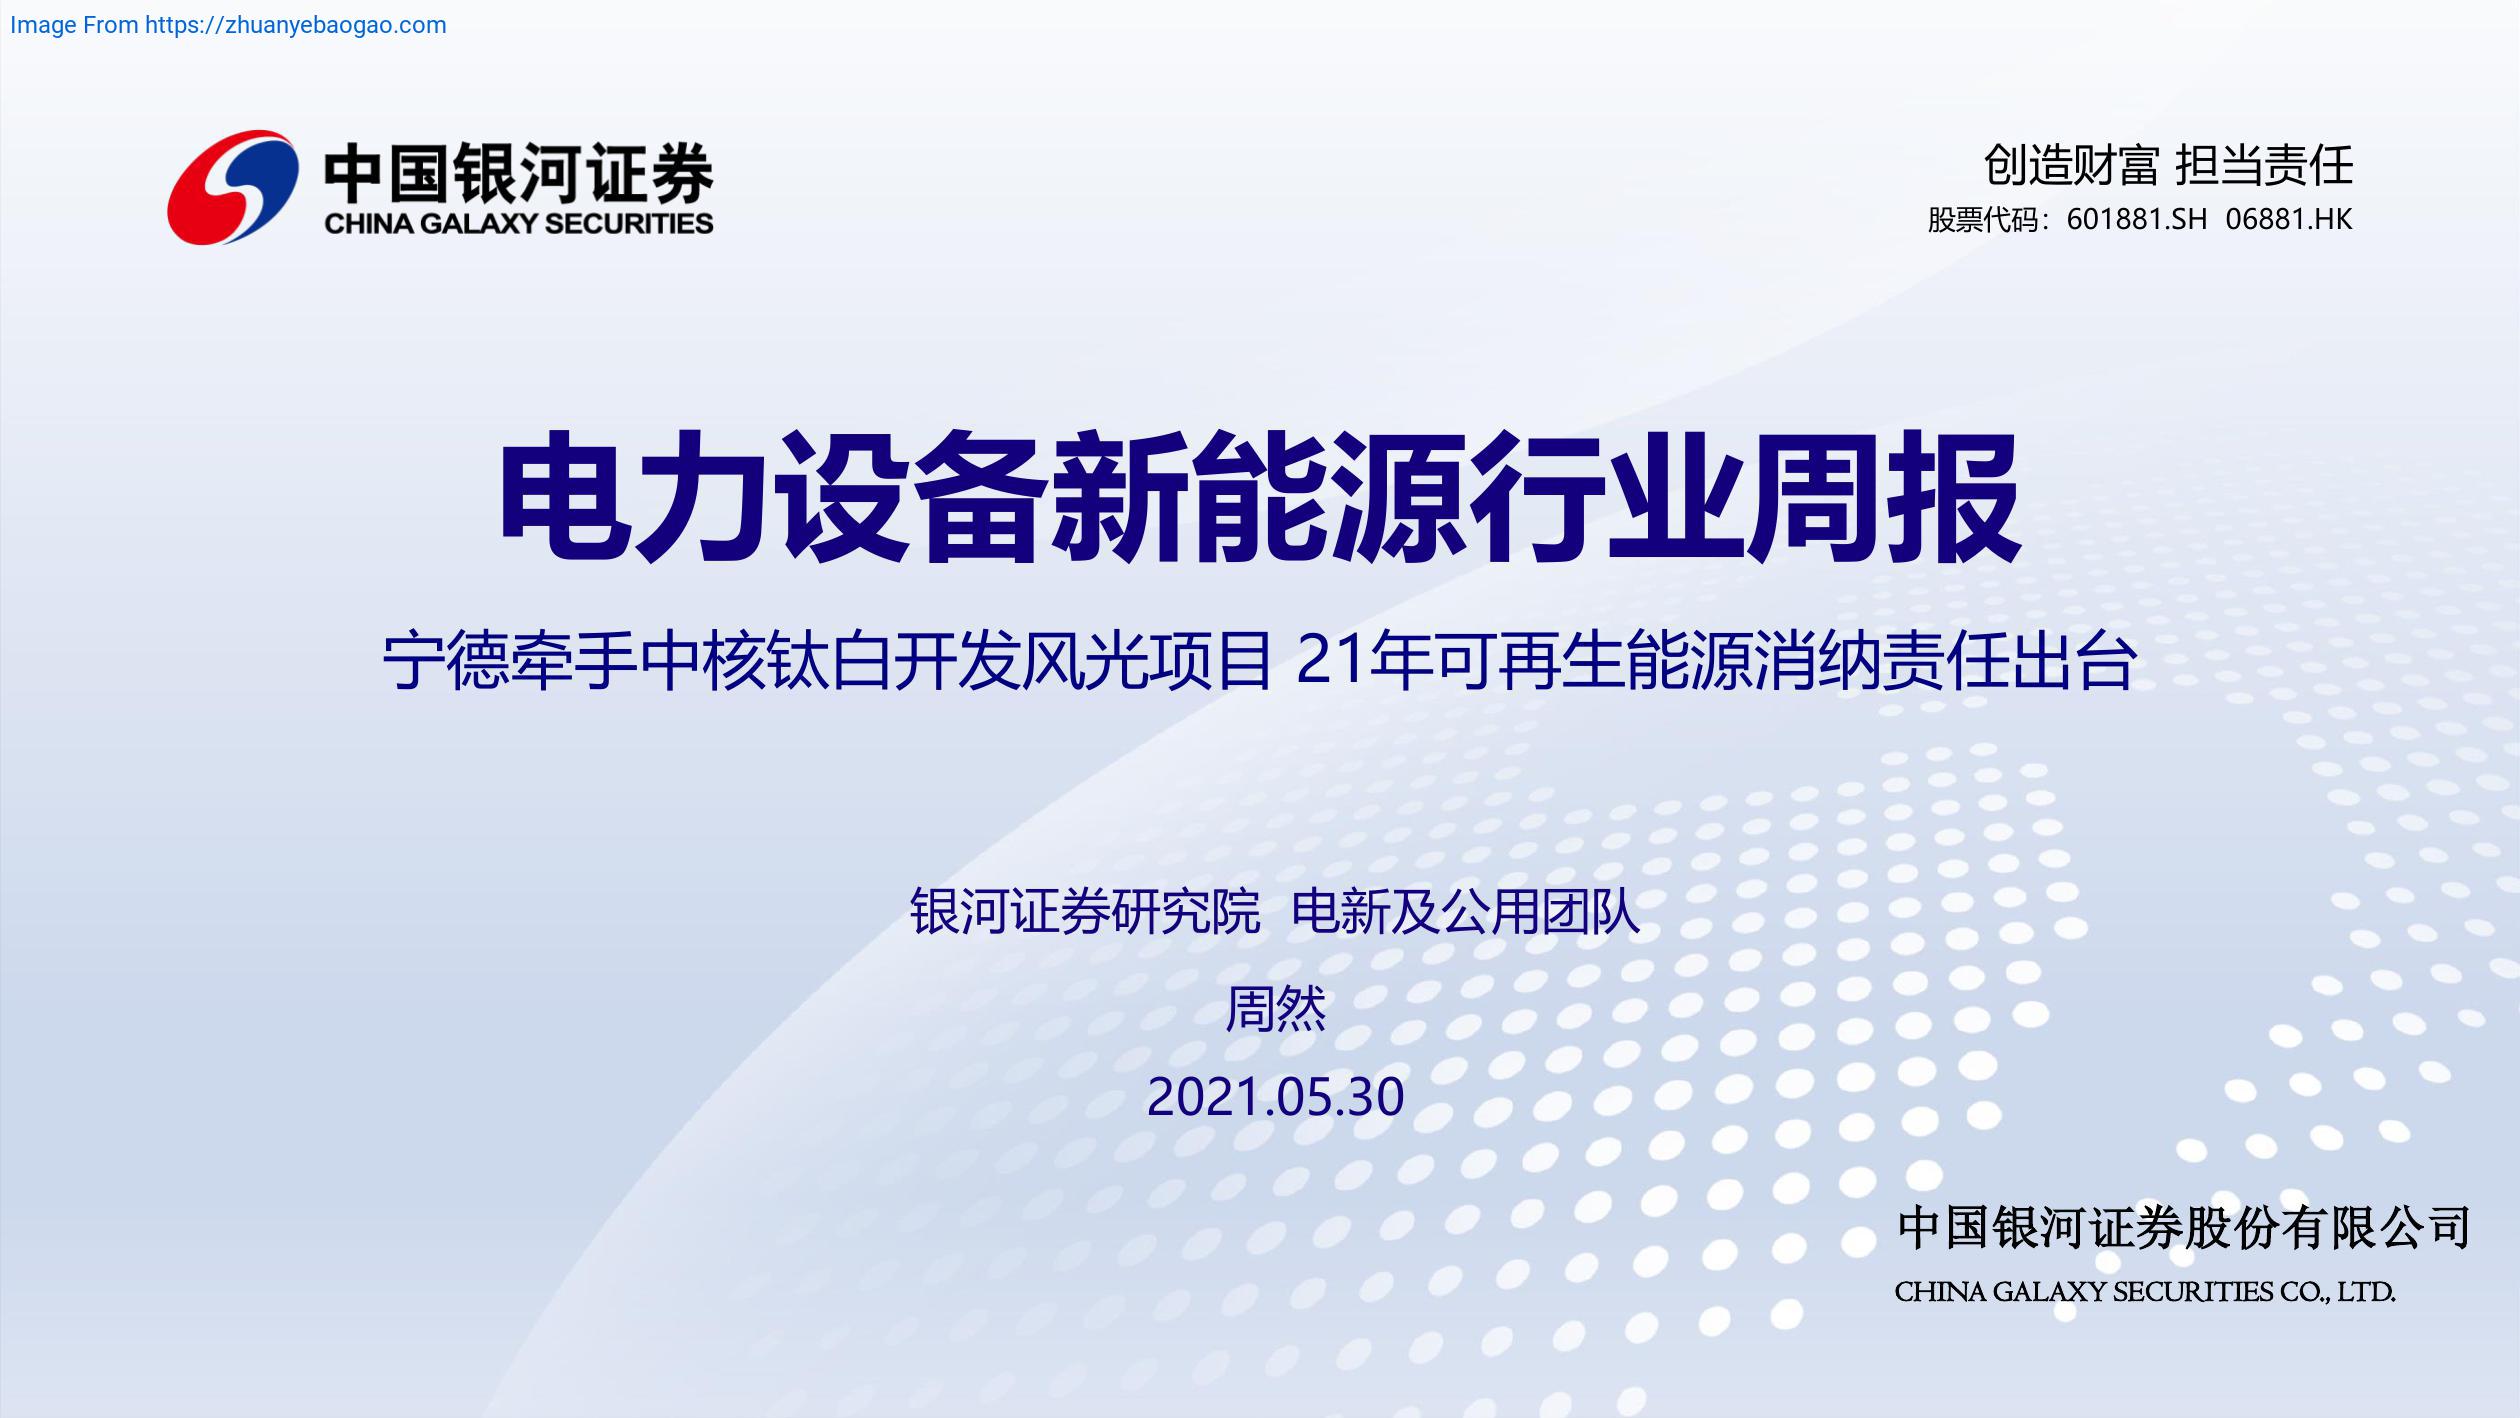 Image From https://zhuanyebaogao.com
中国银河证券
CHINA GALAXY SECURITIES
创造财富 担当责任
股票代码：601881.SH 06881.HK
电力设备新能源行业周报
宁德牵手中核钛白开发风光项目 21年可再生能源消纳责任出台
银河证券研究院 电新及公用团队
周然
2021.05.30
中国银河证券股份有限公司
CHINA GALAXY SECURITIES CO., LTD.